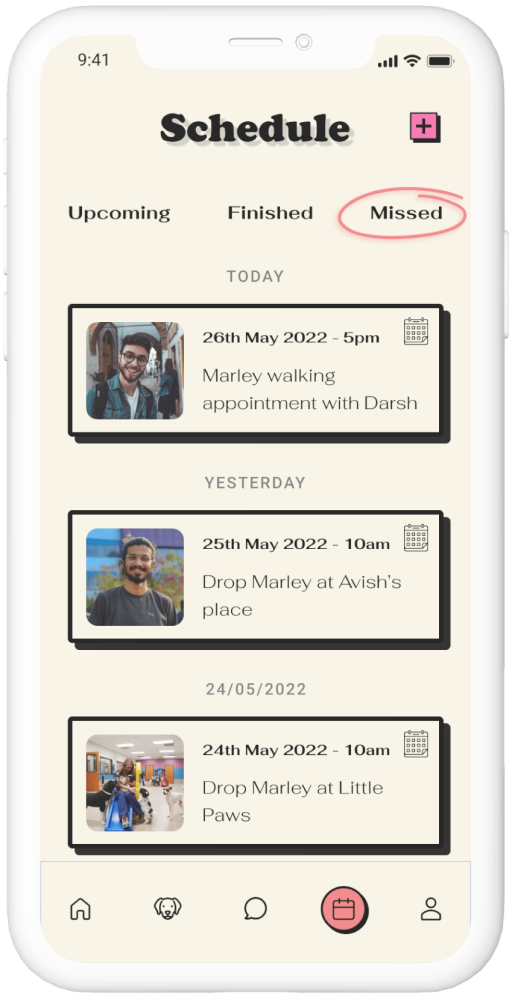 9:41
Schedule
Upcoming Finished Missed
TODAY
26th May 2022 - 5pm
Marley walking
appointment with Darsh
YESTERDAY
25th May 2022 - 10am
Drop Marley at Avish's
place
24/05/2022
24th May 2022 - 10am
Drop Marley at Little
Paws